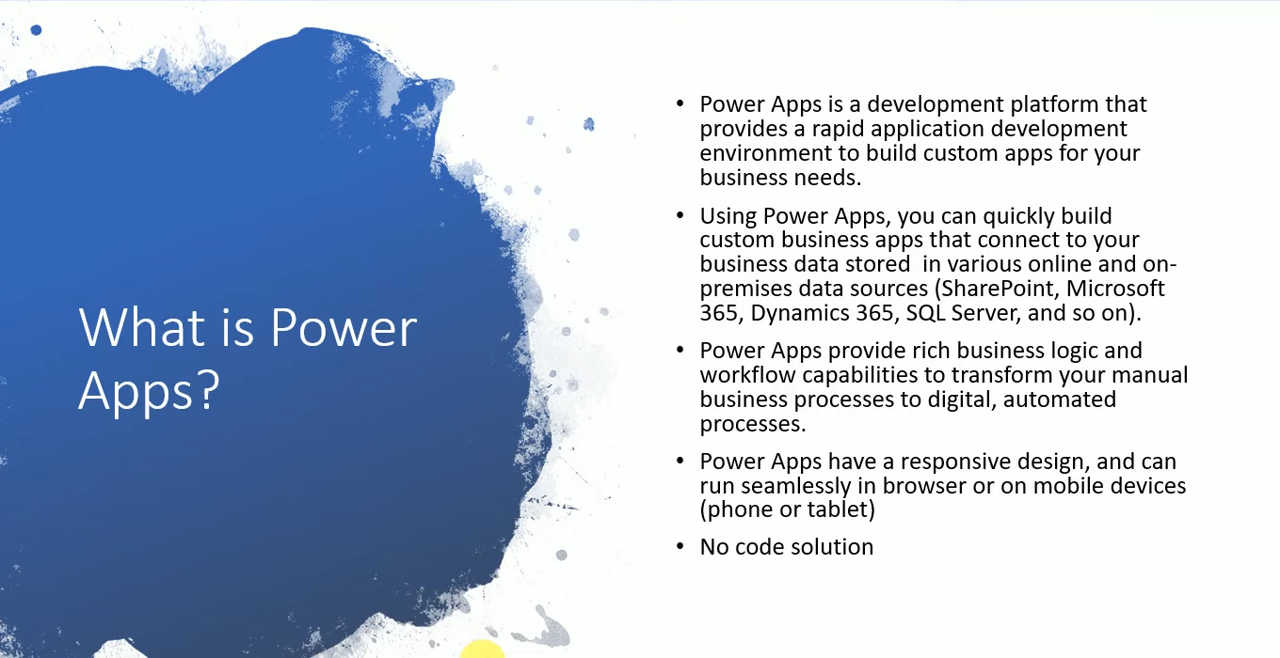 What is Power
Apps?
• Power Apps is a development platform that
provides a rapid application development
environment to build custom apps for your
business needs.
• Using Power Apps, you can quickly build
custom business apps that connect to your
business data stored  in various online and on-
premises data sources (SharePoint, Microsoft
365, Dynamics 365, SQL Server, and so on).
• Power Apps provide rich business logic and
workflow capabilities to transform your manual
business processes to digital, automated
processes.
• Power Apps have a responsive design, and can
run seamlessly in browser or on mobile devices
(phone or tablet)
• No code solution